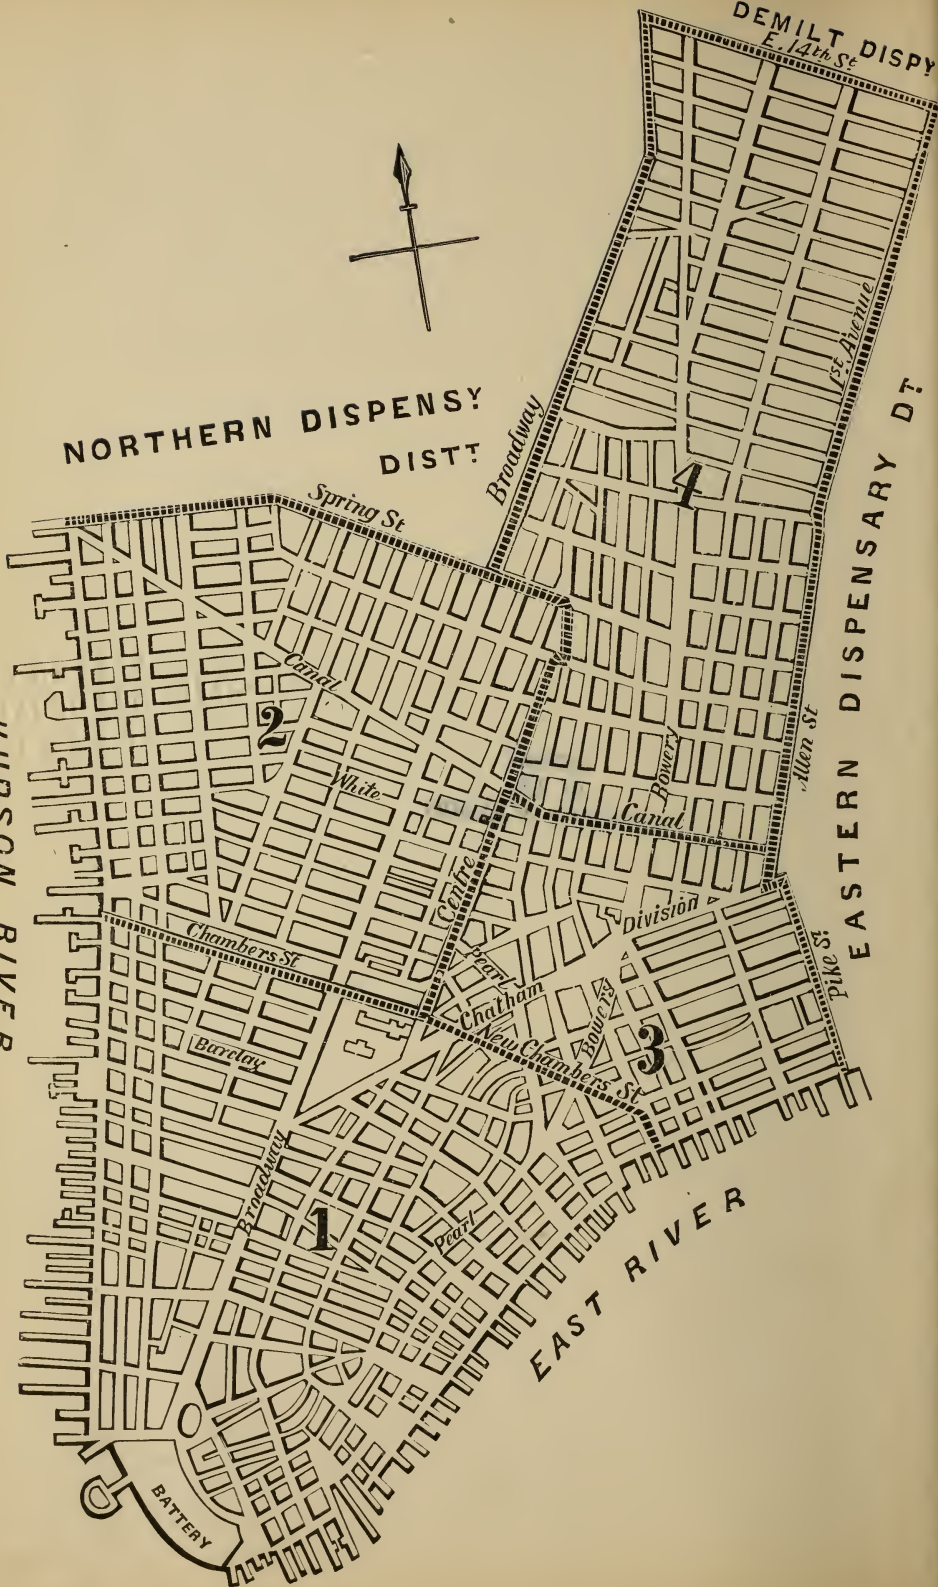 DEMILT DISPY
E. 14th St
NORTHERN DISPENSY
DISTT
Broadway
1st Avenue
EASTERN DISPENSARY DT
Spring St
4
Canal
2
White
Bowery
Allen St
Canal
Centre
Division
Chambers St
Pearl
Chatham
Pike St
HUDSON RIVER
Bowery
New Chambers St
3
Barclay
Broadway
1
Pearl
EAST RIVER
BATTERY